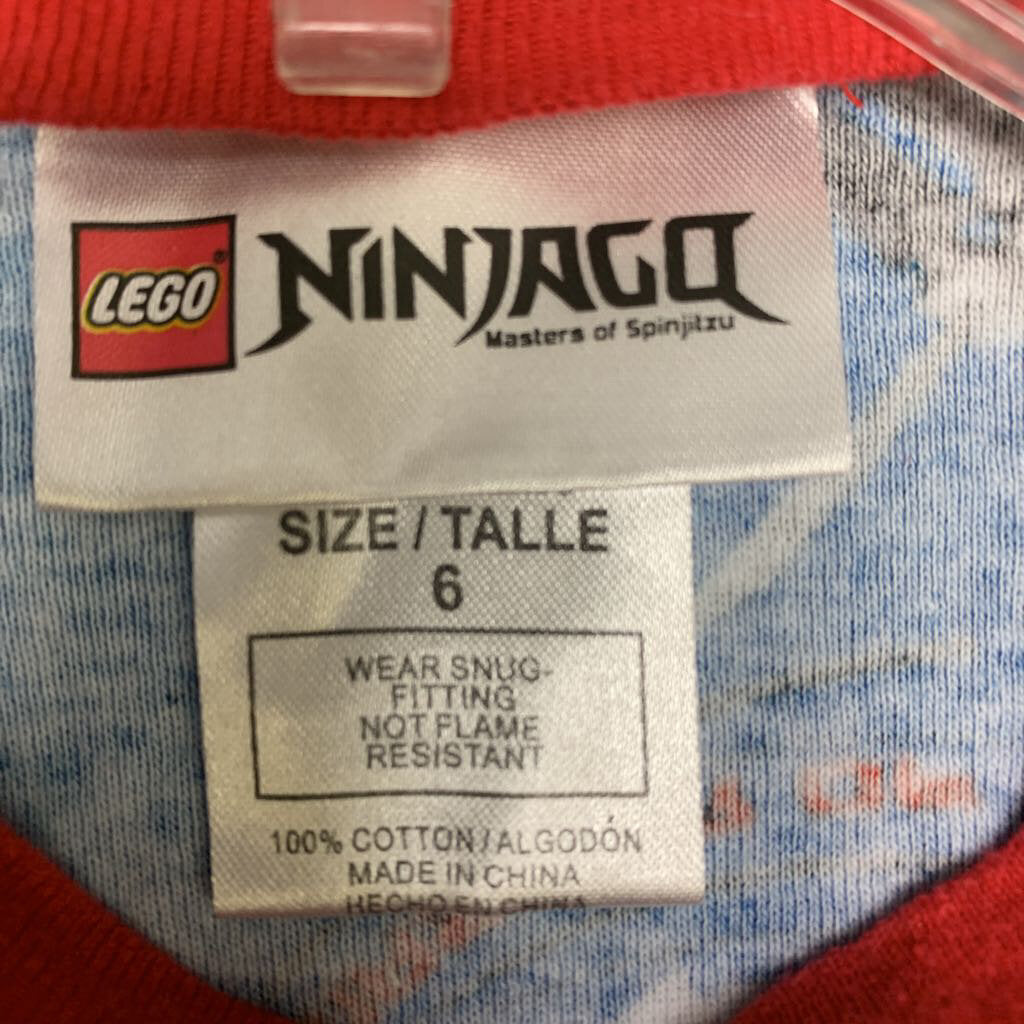 LEGO® NINJAGO
Masters of Spinjitzu
SIZE / TALLE
6
WEAR SNUG-
FITTING
NOT FLAME
RESISTANT
100% COTTON/ALGODÓN
MADE IN CHINA
HECHO EN CHINA